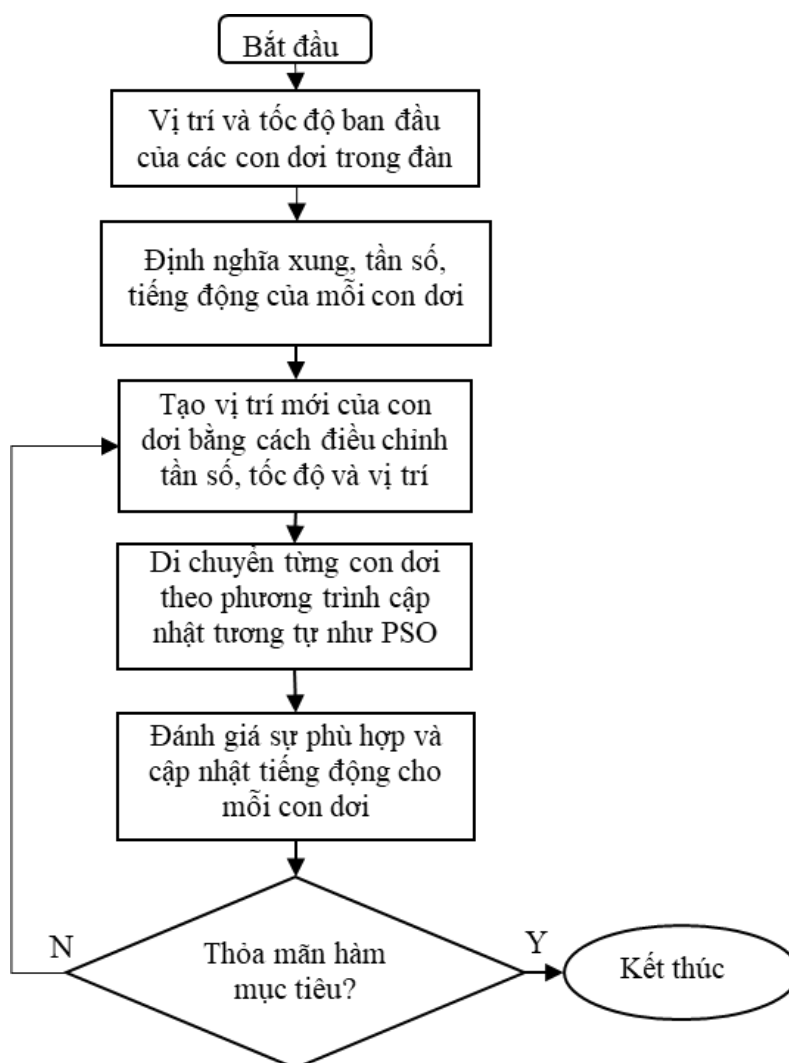 Bắt đầu
Vị trí và tốc độ ban đầu
của các con dơi trong đàn
Định nghĩa xung, tần số,
tiếng động của mỗi con dơi
Tạo vị trí mới của con
dơi bằng cách điều chỉnh
tần số, tốc độ và vị trí
Di chuyển từng con dơi
theo phương trình cập
nhật tương tự như PSO
Đánh giá sự phù hợp và
cập nhật tiếng động cho
mỗi con dơi
N
Thỏa mãn hàm
mục tiêu?
Y
Kết thúc